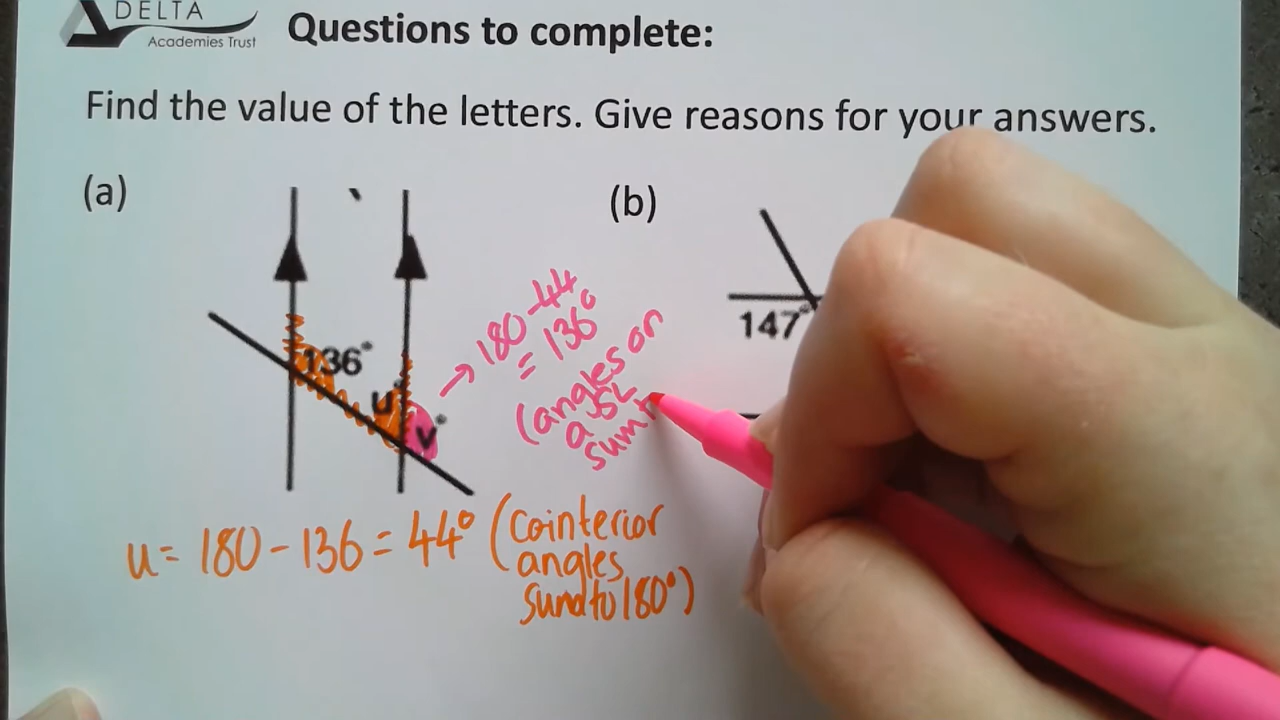 DELTA
Academies Trust
Questions to complete:
Find the value of the letters. Give reasons for your answers.
(a)
(b)
136°
u°
v°
147°
→ 180-44
= 136°
(angles on
a SL
sum
u = 180 - 136 = 44° (Cointerior
angles
sum to 180°)